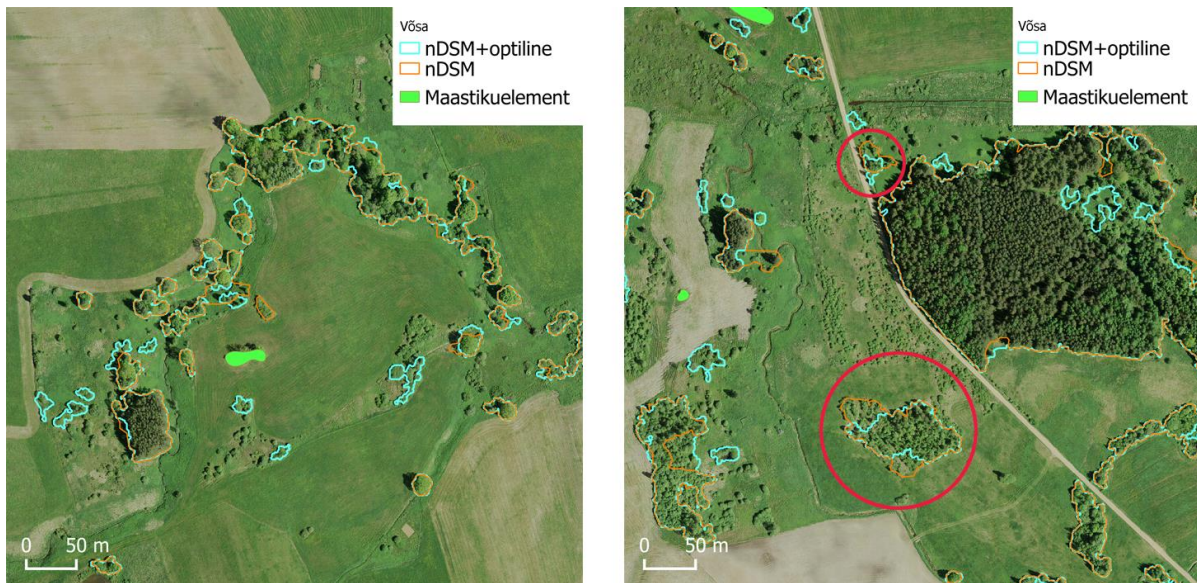 Võsa
nDSM+optiline
nDSM
Maastikuelement
0 50 m
Võsa
nDSM+optiline
nDSM
Maastikuelement
0 50 m